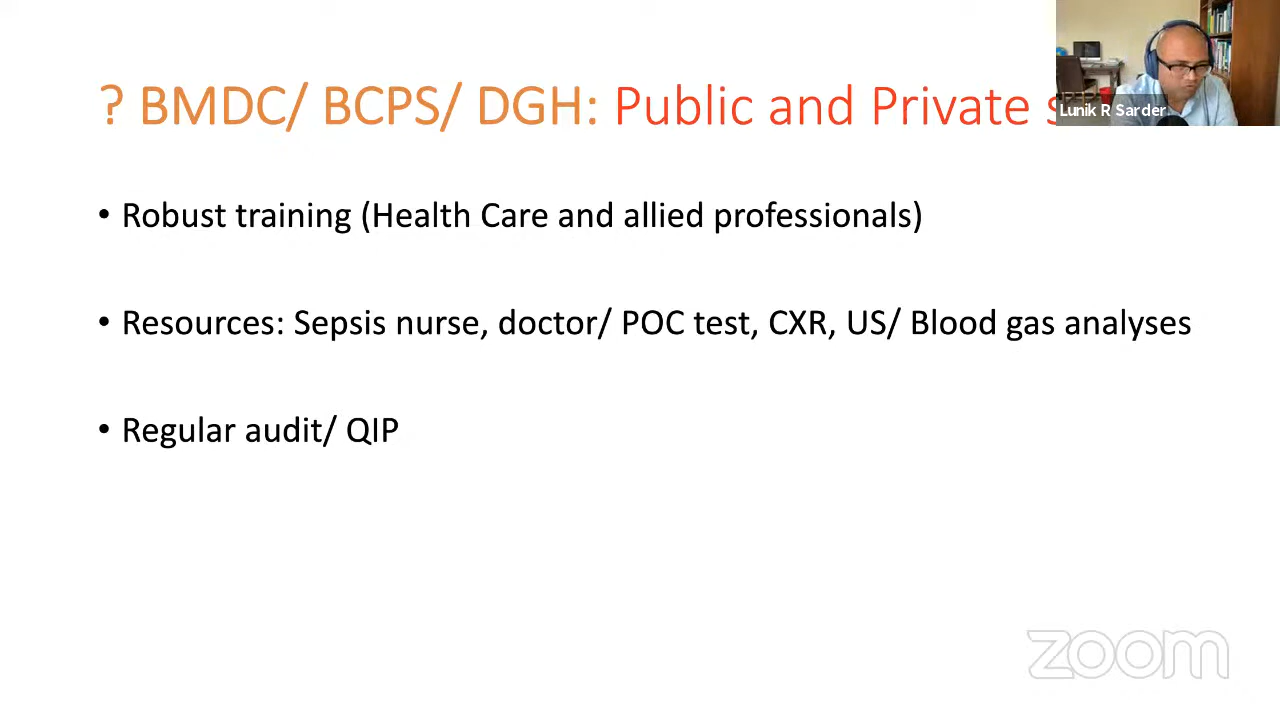 ? BMDC/ BCPS/ DGH: Public and Private
Lunik R Sarder
• Robust training (Health Care and allied professionals)
• Resources: Sepsis nurse, doctor/ POC test, CXR, US/ Blood gas analyses
• Regular audit/ QIP
zoom